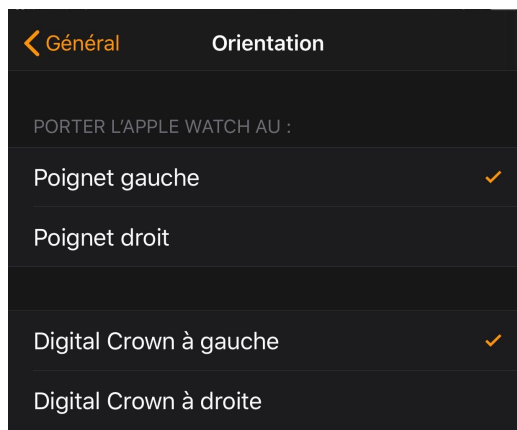 Général
Orientation
PORTER L'APPLE WATCH AU :
Poignet gauche
Poignet droit
Digital Crown à gauche
Digital Crown à droite